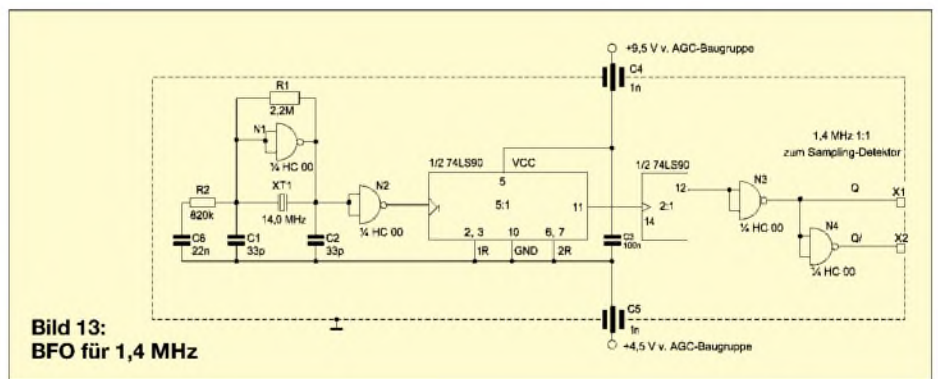 +9,5 V v. AGC-Baugruppe
C4
1n
R1
2,2M
N1
¼ HC 00
XT1
14,0 MHz
R2
820k
C6
22n
C1
33p
C2
33p
N2
¼ HC 00
1/2 74LS90
VCC
5
5:1
11
2, 3
10
6, 7
1R
GND
2R
C3
100n
1/2 74LS90
12
2:1
14
N3
¼ HC 00
1,4 MHz 1:1
zum Sampling-Detektor
Q
X1
N4
Q/
X2
¼ HC 00
C5
1n
+4,5 V v. AGC-Baugruppe
Bild 13:
BFO für 1,4 MHz